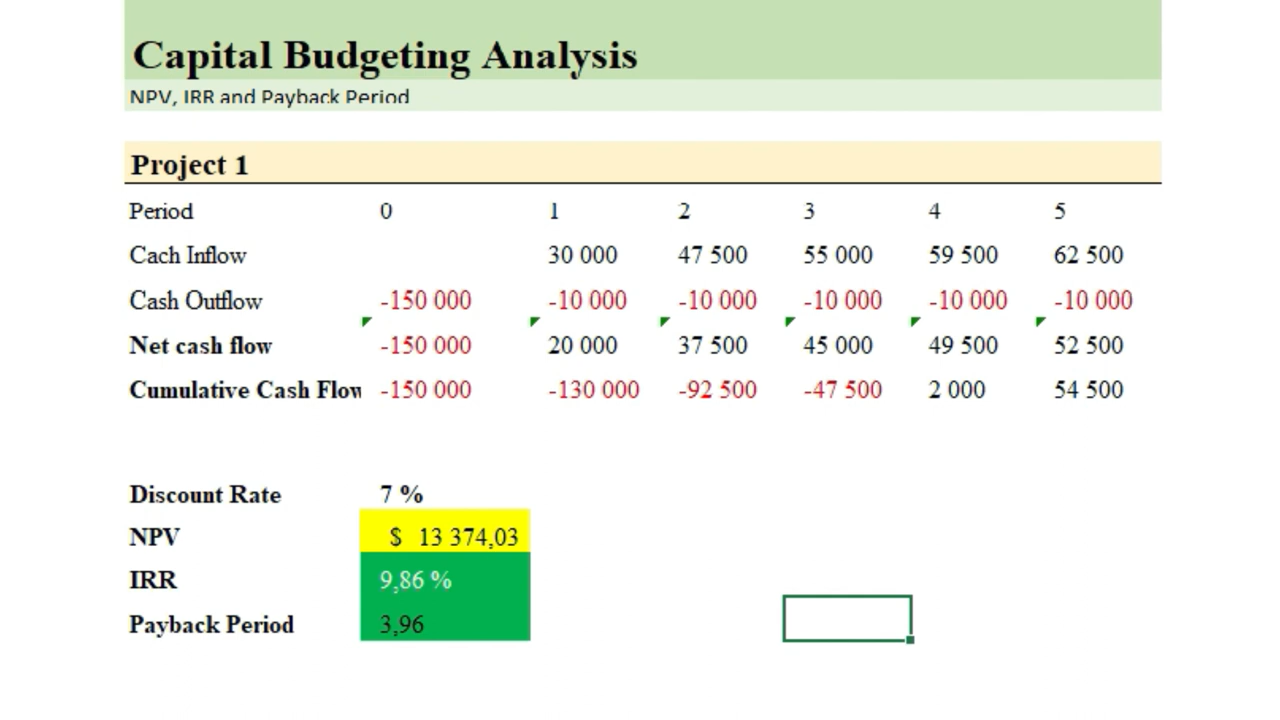 Capital Budgeting Analysis
NPV, IRR and Payback Period
Project 1
Period 0 1 2 3 4 5
Cach Inflow 30 000 47 500 55 000 59 500 62 500
Cash Outflow -150 000 -10 000 -10 000 -10 000 -10 000 -10 000
Net cash flow -150 000 20 000 37 500 45 000 49 500 52 500
Cumulative Cash Flow -150 000 -130 000 -92 500 -47 500 2 000 54 500
Discount Rate 7 %
NPV $ 13 374,03
IRR 9,86 %
Payback Period 3,96